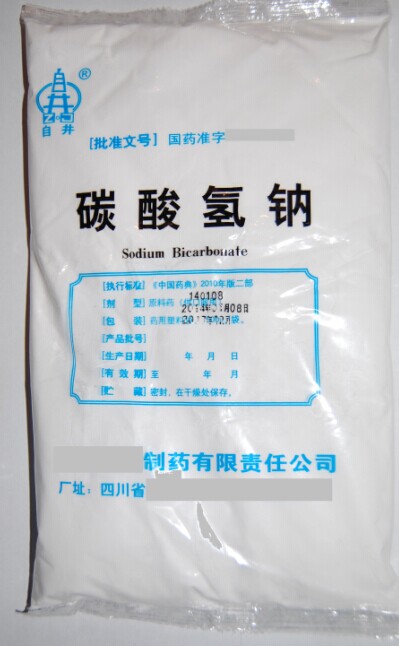 ®
自井
[批准文号] 国药准字
碳酸氢钠
Sodium Bicarbonate
[执行标准]《中国药典》2010年版二部
140108
[剂 型] 原料药
2014年01月08日
[包 装] 药用塑料 袋。
2017年02月
[产品批号]
[生产日期] 年 月 日
[有效期] 至 年 月
[贮 藏] 密封，在干燥处保存。
制药有限责任公司
厂址：四川省